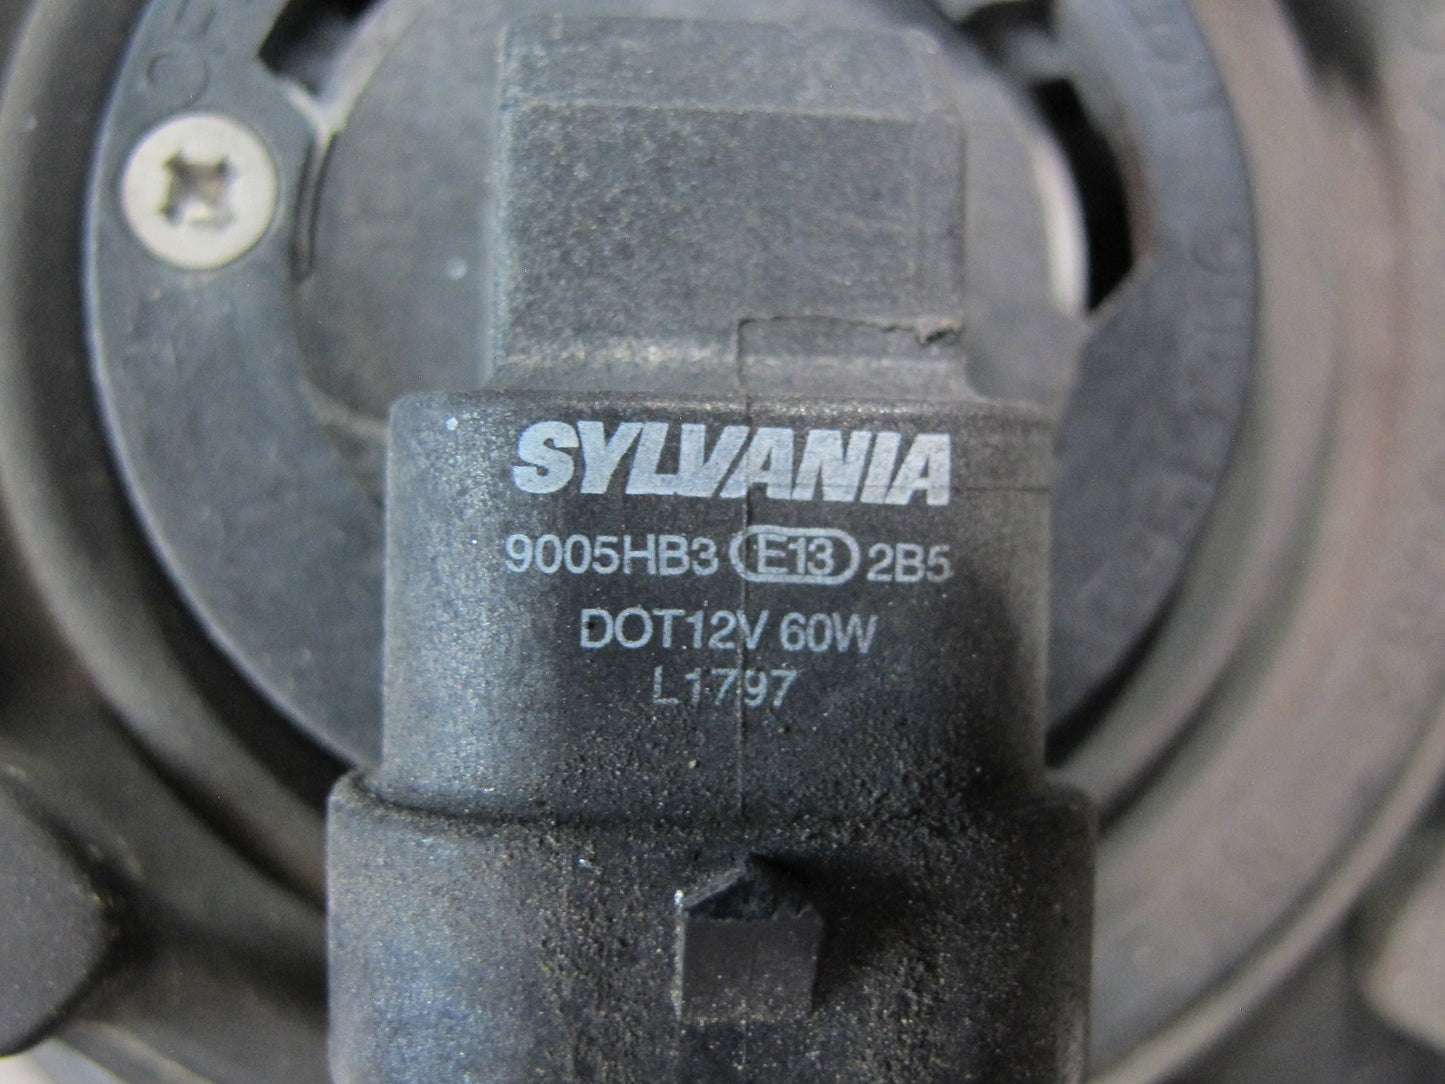 SYLVANIA
9005HB3 E13 2B5
DOT12V 60W
L1797